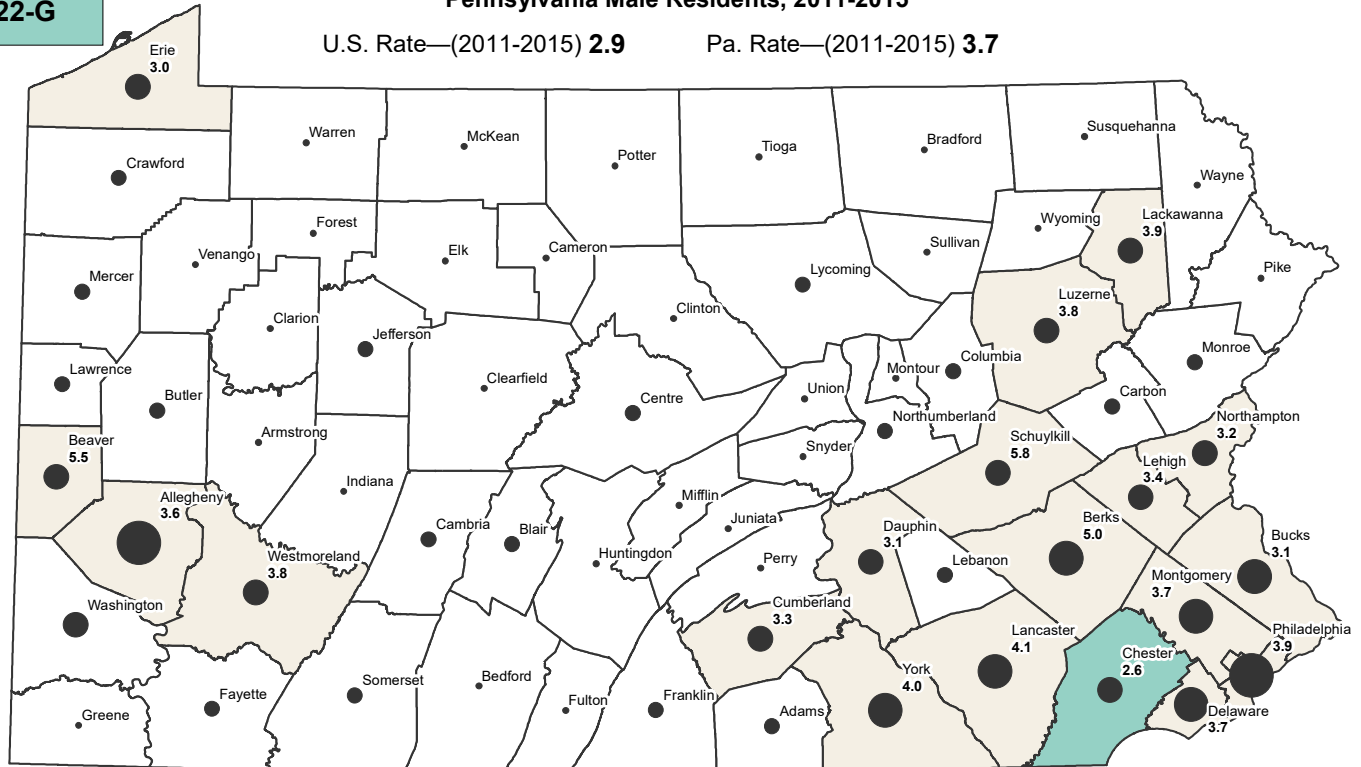 22-G
Pennsylvania Male Residents, 2011-2015
U.S. Rate—(2011-2015) 2.9 Pa. Rate—(2011-2015) 3.7
Erie
3.0
Warren
McKean
Potter
Tioga
Bradford
Susquehanna
Wayne
Crawford
Forest
Venango
Elk
Cameron
Wyoming
Lackawanna
3.9
Sullivan
Pike
Mercer
Lycoming
Luzerne
3.8
Clinton
Clarion
Jefferson
Monroe
Columbia
Montour
Lawrence
Butler
Clearfield
Centre
Union
Carbon
Northumberland
Northampton
3.2
Beaver
5.5
Armstrong
Snyder
Schuylkill
5.8
Lehigh
3.4
Indiana
Allegheny
3.6
Mifflin
Juniata
Cambria
Blair
Dauphin
3.1
Berks
5.0
Bucks
3.1
Westmoreland
3.8
Huntingdon
Perry
Lebanon
Montgomery
3.7
Washington
Cumberland
3.3
Lancaster
4.1
Philadelphia
3.9
Chester
2.6
York
4.0
Somerset
Bedford
Fayette
Fulton
Franklin
Adams
Delaware
3.7
Greene